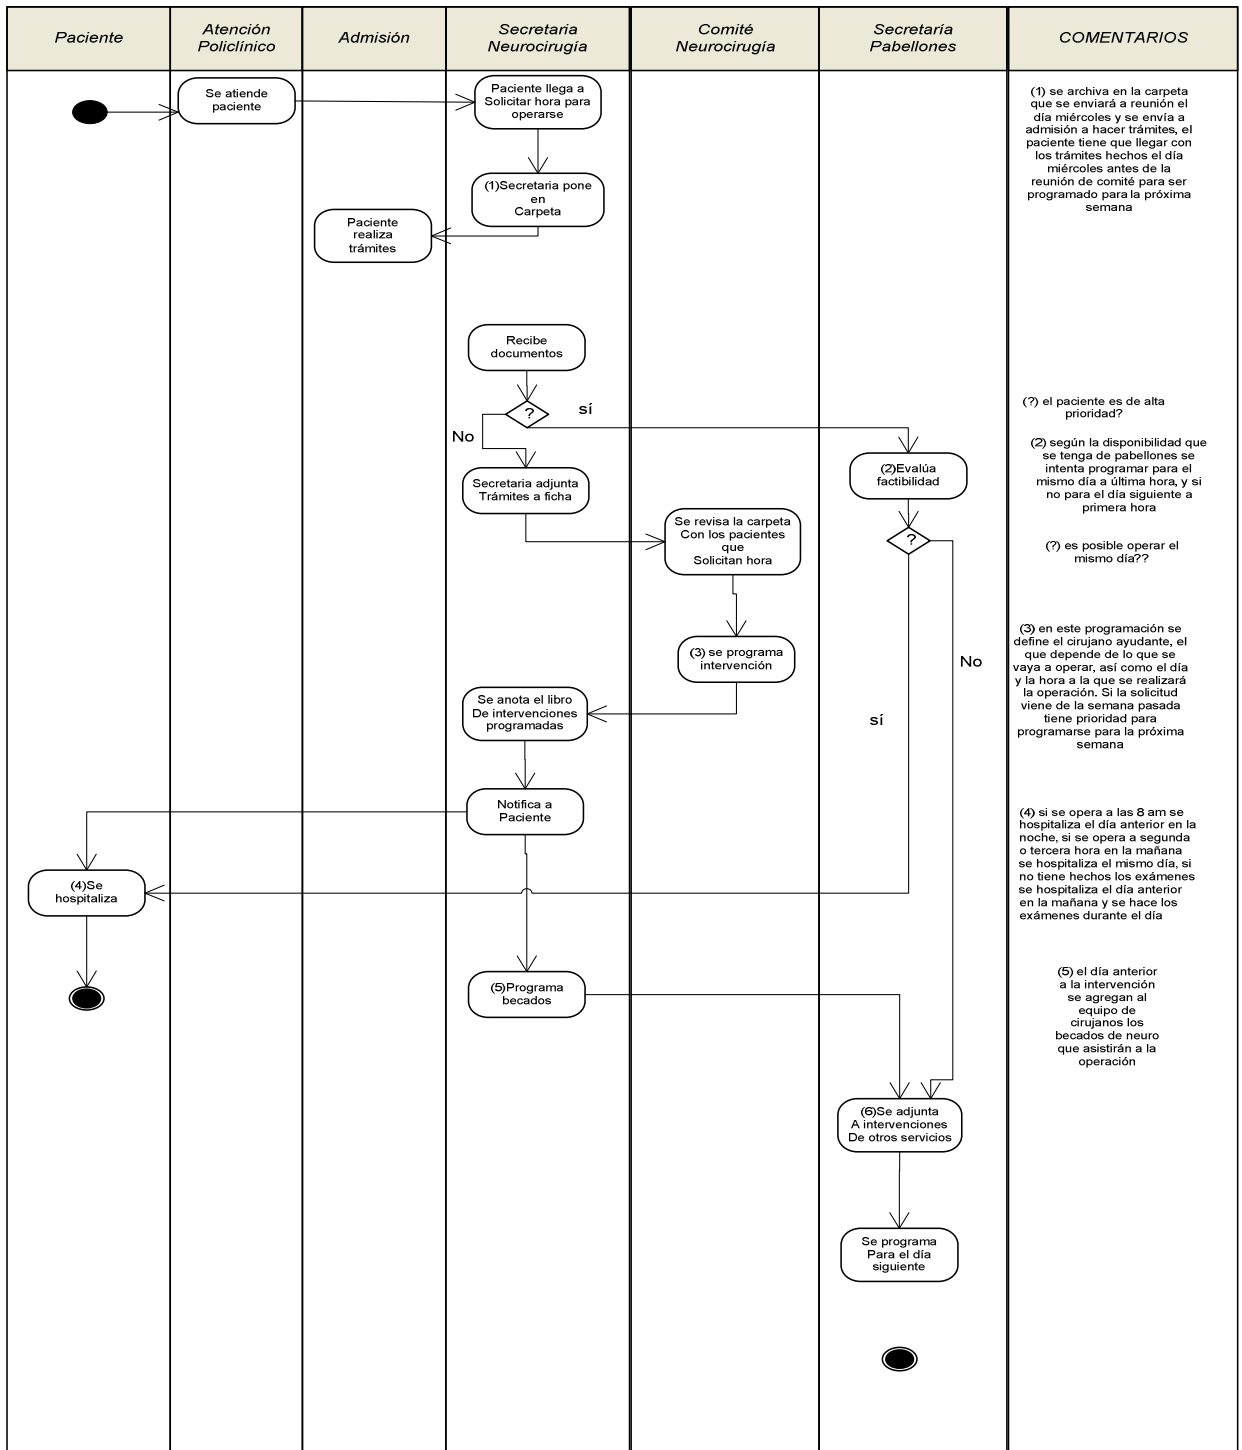 Paciente
Atención
Policlínico
Admisión
Secretaria
Neurocirugía
Comité
Neurocirugía
Secretaría
Pabellones
COMENTARIOS
Se atiende
paciente
Paciente llega a
Solicitar hora para
operarse
(1) se archiva en la carpeta
que se enviará a reunión el
día miércoles y se envía a
admisión a hacer trámites, el
paciente tiene que llegar con
los trámites hechos el día
miércoles antes de la
reunión de comité para ser
programado para la próxima
semana
(1)Secretaria pone
en
Carpeta
Paciente
realiza
trámites
Recibe
documentos
?
sí
No
(?) el paciente es de alta
prioridad?
(2)Evalúa
factibilidad
(2) según la disponibilidad que
se tenga de pabellones se
intenta programar para el
mismo día a última hora, y si
no para el día siguiente a
primera hora
Secretaria adjunta
Trámites a ficha
Se revisa la carpeta
Con los pacientes
que
Solicitan hora
?
(?) es posible operar el
mismo día??
(3) se programa
intervención
No
sí
(3) en este programación se
define el cirujano ayudante, el
que depende de lo que se
vaya a operar, así como el día
y la hora a la que se realizará
la operación. Si la solicitud
viene de la semana pasada
tiene prioridad para
programarse para la próxima
semana
Se anota el libro
De intervenciones
programadas
Notifica a
Paciente
(4)Se
hospitaliza
(4) si se opera a las 8 am se
hospitaliza el día anterior en la
noche, si se opera a segunda
o tercera hora en la mañana
se hospitaliza el mismo día, si
no tiene hechos los exámenes
se hospitaliza el día anterior
en la mañana y se hace los
exámenes durante el día
(5)Programa
becados
(5) el día anterior
a la intervención
se agregan al
equipo de
cirujanos los
becados de neuro
que asistirán a la
operación
(6)Se adjunta
A intervenciones
De otros servicios
Se programa
Para el día
siguiente